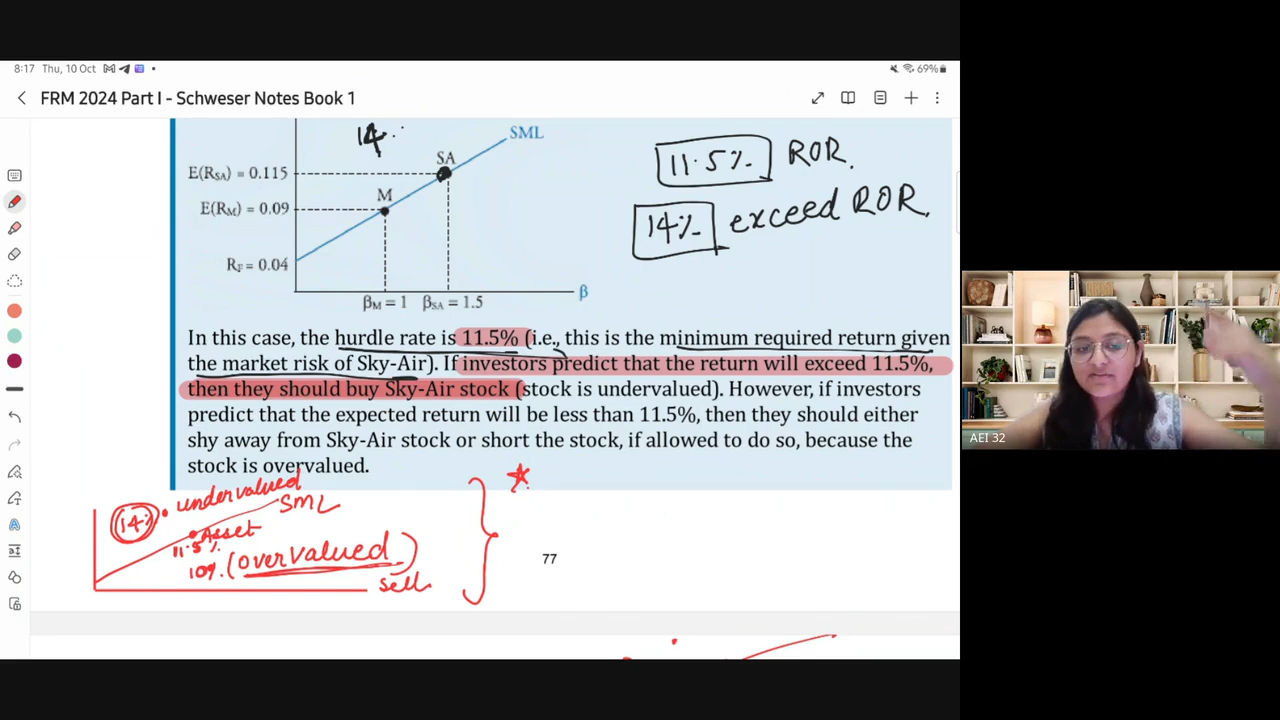 8:17 Thu, 10 Oct 69%
FRM 2024 Part I - Schweser Notes Book 1
14.
SML
SA
E(RSA) = 0.115
M
E(RM) = 0.09
RF = 0.04
βM = 1 βSA = 1.5
β
11.5% ROR.
14% exceed ROR.
In this case, the hurdle rate is 11.5% (i.e., this is the minimum required return given
the market risk of Sky-Air). If investors predict that the return will exceed 11.5%,
then they should buy Sky-Air stock (stock is undervalued). However, if investors
predict that the expected return will be less than 11.5%, then they should either
shy away from Sky-Air stock or short the stock, if allowed to do so, because the
stock is overvalued.
14% undervalued
SML
Asset
11.5%
10% (overvalued)
sell
77
AEI 32